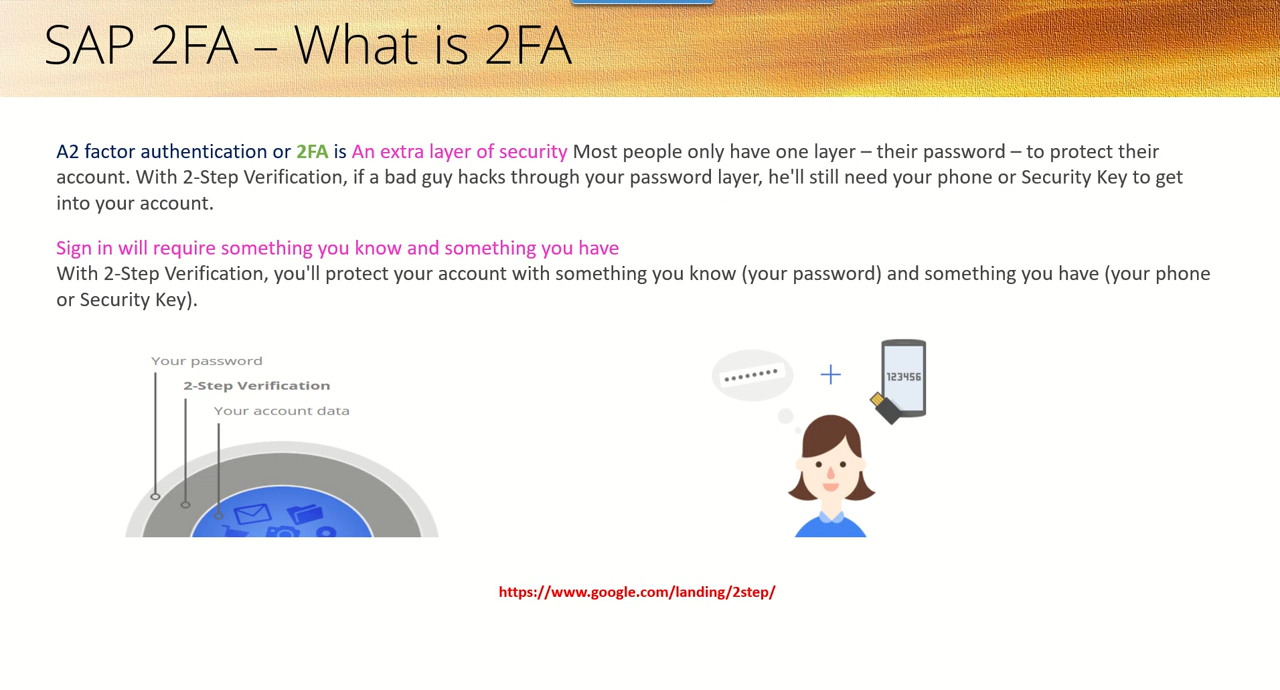 SAP 2FA – What is 2FA
A2 factor authentication or 2FA is An extra layer of security Most people only have one layer – their password – to protect their
account. With 2-Step Verification, if a bad guy hacks through your password layer, he'll still need your phone or Security Key to get
into your account.
Sign in will require something you know and something you have
With 2-Step Verification, you'll protect your account with something you know (your password) and something you have (your phone
or Security Key).
Your password
2-Step Verification
Your account data
123456
https://www.google.com/landing/2step/